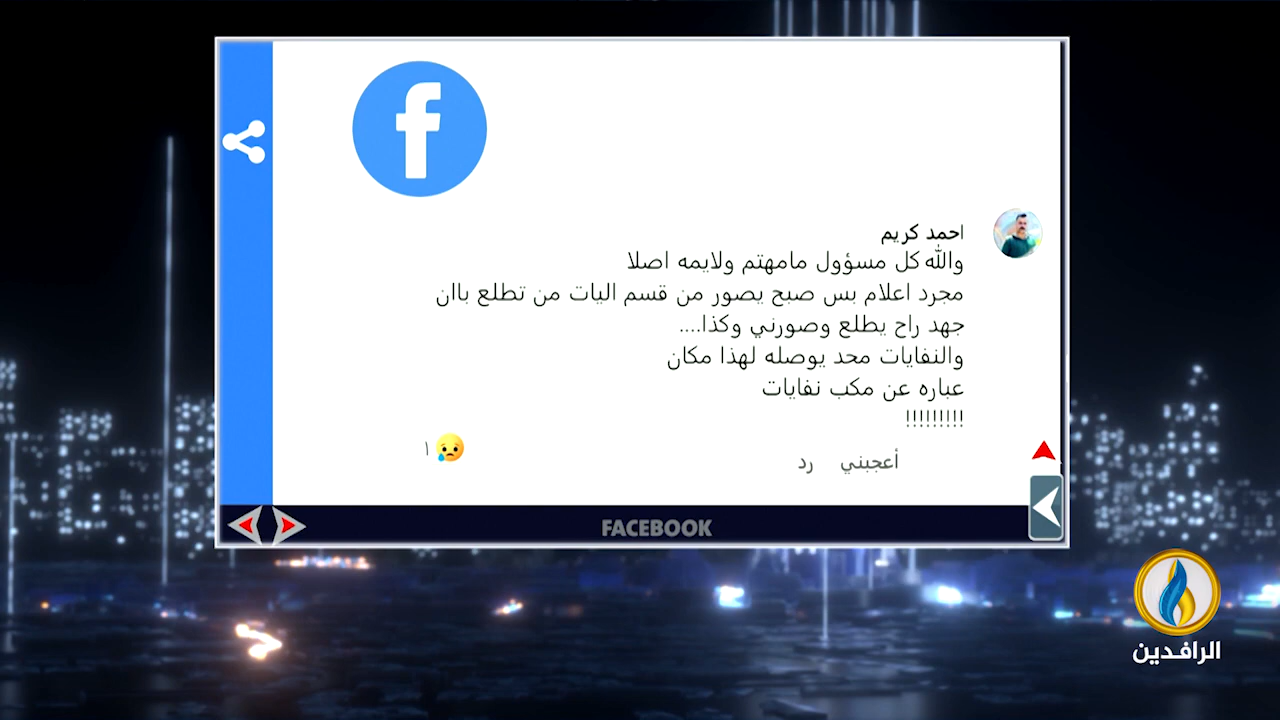 احمد كريم
والله كل مسؤول مامهتم ولايمه اصلا
مجرد اعلام بس صبح يصور من قسم اليات من تطلع باان
جهد راح يطلع وصورني وكذا....
والنفايات محد يوصله لهذا مكان
عباره عن مكب نفايات
!!!!!!!!!
أعجبني رد
١
FACEBOOK
الرافدين